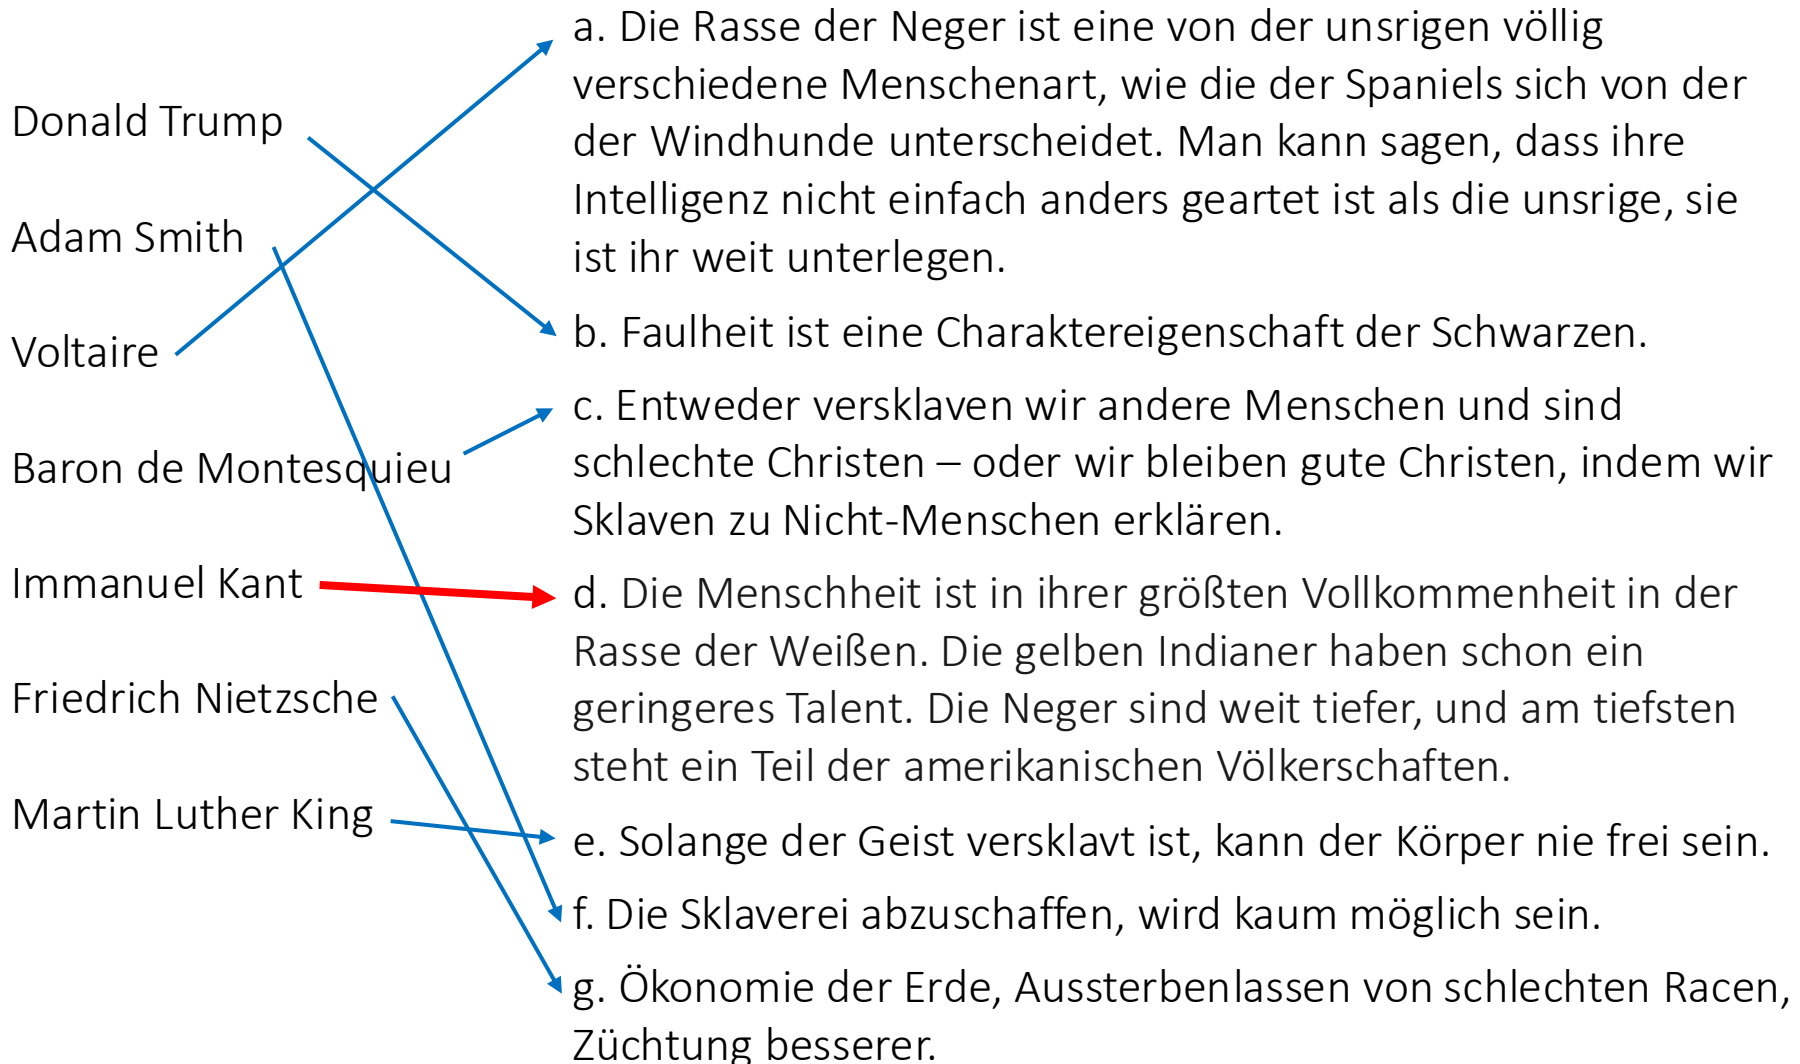 Donald Trump
Adam Smith
Voltaire
Baron de Montesquieu
Immanuel Kant
Friedrich Nietzsche
Martin Luther King
a. Die Rasse der Neger ist eine von der unsrigen völlig
verschiedene Menschenart, wie die der Spaniels sich von der
der Windhunde unterscheidet. Man kann sagen, dass ihre
Intelligenz nicht einfach anders geartet ist als die unsrige, sie
ist ihr weit unterlegen.
b. Faulheit ist eine Charaktereigenschaft der Schwarzen.
c. Entweder versklaven wir andere Menschen und sind
schlechte Christen – oder wir bleiben gute Christen, indem wir
Sklaven zu Nicht-Menschen erklären.
d. Die Menschheit ist in ihrer größten Vollkommenheit in der
Rasse der Weißen. Die gelben Indianer haben schon ein
geringeres Talent. Die Neger sind weit tiefer, und am tiefsten
steht ein Teil der amerikanischen Völkerschaften.
e. Solange der Geist versklavt ist, kann der Körper nie frei sein.
f. Die Sklaverei abzuschaffen, wird kaum möglich sein.
g. Ökonomie der Erde, Aussterbenlassen von schlechten Racen,
Züchtung besserer.